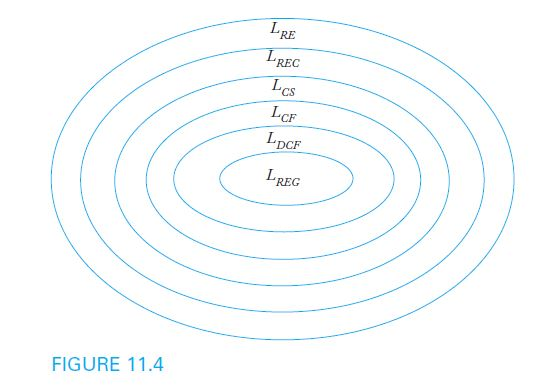 L_RE
L_REC
L_CS
L_CF
L_DCF
L_REG
FIGURE 11.4